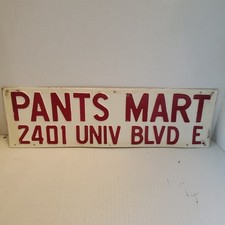 PANTS MART
2401 UNIV BLVD E